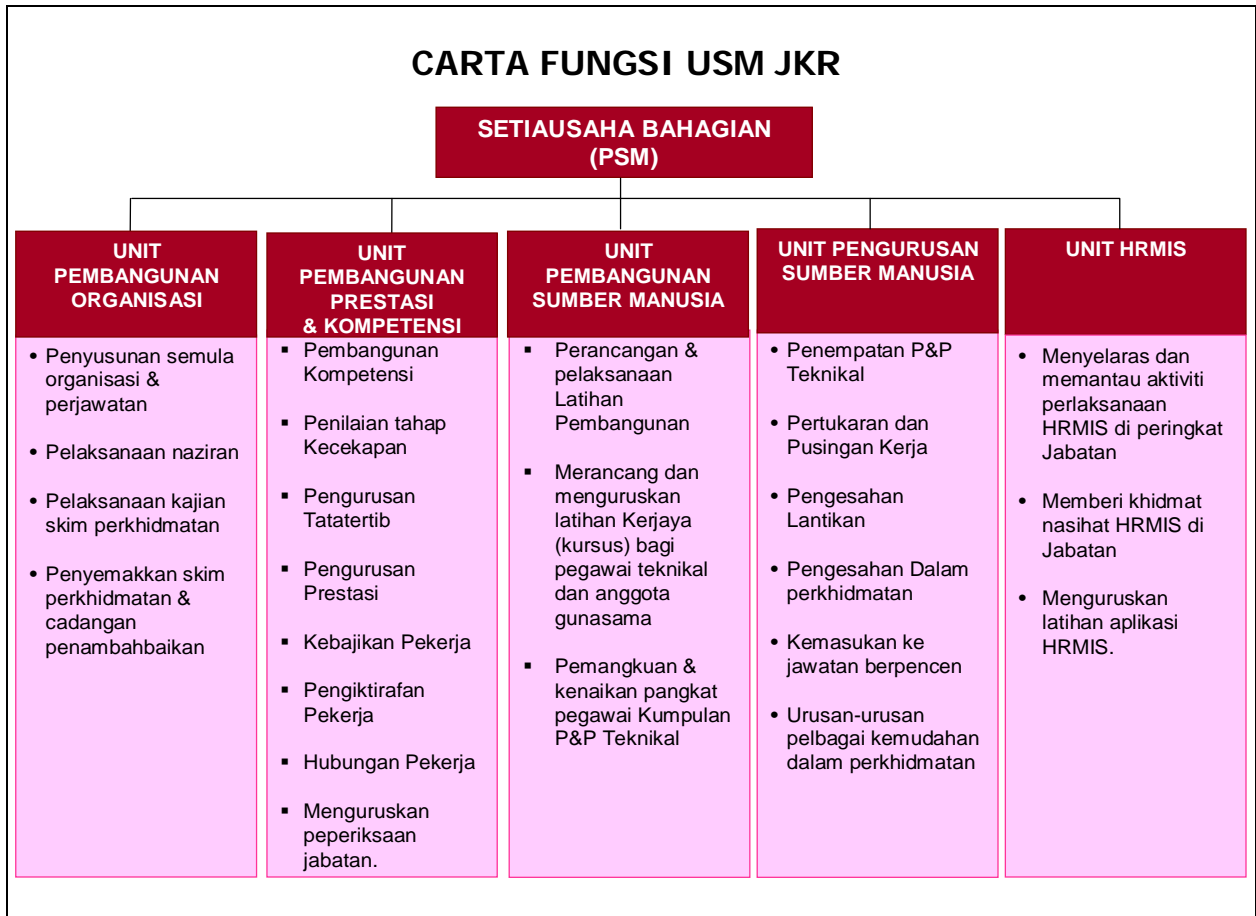 CARTA FUNGSI USM JKR
SETIAUSAHA BAHAGIAN
(PSM)
UNIT
PEMBANGUNAN
ORGANISASI
• Penyusunan semula
organisasi &
perjawatan
• Pelaksanaan naziran
• Pelaksanaan kajian
skim perkhidmatan
• Penyemakkan skim
perkhidmatan &
cadangan
penambahbaikan
UNIT
PEMBANGUNAN
PRESTASI
& KOMPETENSI
▪ Pembangunan
Kompetensi
▪ Penilaian tahap
Kecekapan
▪ Pengurusan
Tatatertib
▪ Pengurusan
Prestasi
▪ Kebajikan Pekerja
▪ Pengiktirafan
Pekerja
▪ Hubungan Pekerja
▪ Menguruskan
peperiksaan
jabatan.
UNIT
PEMBANGUNAN
SUMBER MANUSIA
▪ Perancangan &
pelaksanaan
Latihan
Pembangunan
▪ Merancang dan
menguruskan
latihan Kerjaya
(kursus) bagi
pegawai teknikal
dan anggota
gunasama
▪ Pemangkuan &
kenaikan pangkat
pegawai Kumpulan
P&P Teknikal
UNIT PENGURUSAN
SUMBER MANUSIA
• Penempatan P&P
Teknikal
• Pertukaran dan
Pusingan Kerja
• Pengesahan
Lantikan
• Pengesahan Dalam
perkhidmatan
• Kemasukan ke
jawatan berpencen
• Urusan-urusan
pelbagai kemudahan
dalam perkhidmatan
UNIT HRMIS
• Menyelaras dan
memantau aktiviti
perlaksanaan
HRMIS di peringkat
Jabatan
• Memberi khidmat
nasihat HRMIS di
Jabatan
• Menguruskan
latihan aplikasi
HRMIS.